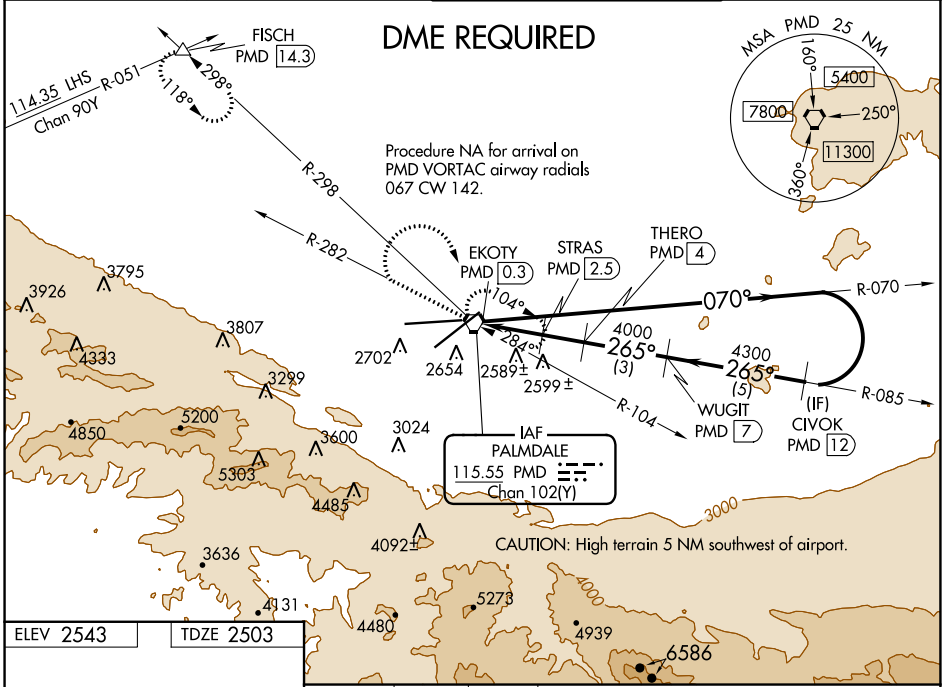 DME REQUIRED
FISCH
PMD 14.3
114.35 LHS
R-051
Chan 90Y
298°
118°
R-298
MSA PMD 25 NM
160°
5400
7800
250°
11300
360°
Procedure NA for arrival on
PMD VORTAC airway radials
067 CW 142.
R-282
EKOTY
PMD 0.3
STRAS
PMD 2.5
THERO
PMD 4
R-070
070°
104°
284°
4000
265°
(3)
4300
265°
(5)
R-085
R-104
WUGIT
PMD 7
(IF)
CIVOK
PMD 12
3795
3926
4333
3807
3299
2702
2654
2589±
2599±
4850
5200
3600
3024
5303
4485
IAF
PALMDALE
115.55 PMD
Chan 102(Y)
3000
4092±
CAUTION: High terrain 5 NM southwest of airport.
3636
4000
4131
4480
5273
4939
6586
ELEV 2543
TDZE 2503